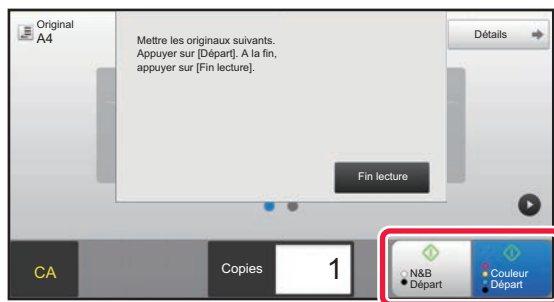 Original
A4
Mettre les originaux suivants.
Appuyer sur [Départ]. A la fin,
appuyer sur [Fin lecture].
Détails
Fin lecture
CA
Copies
1
N&B
Départ
Couleur
Départ